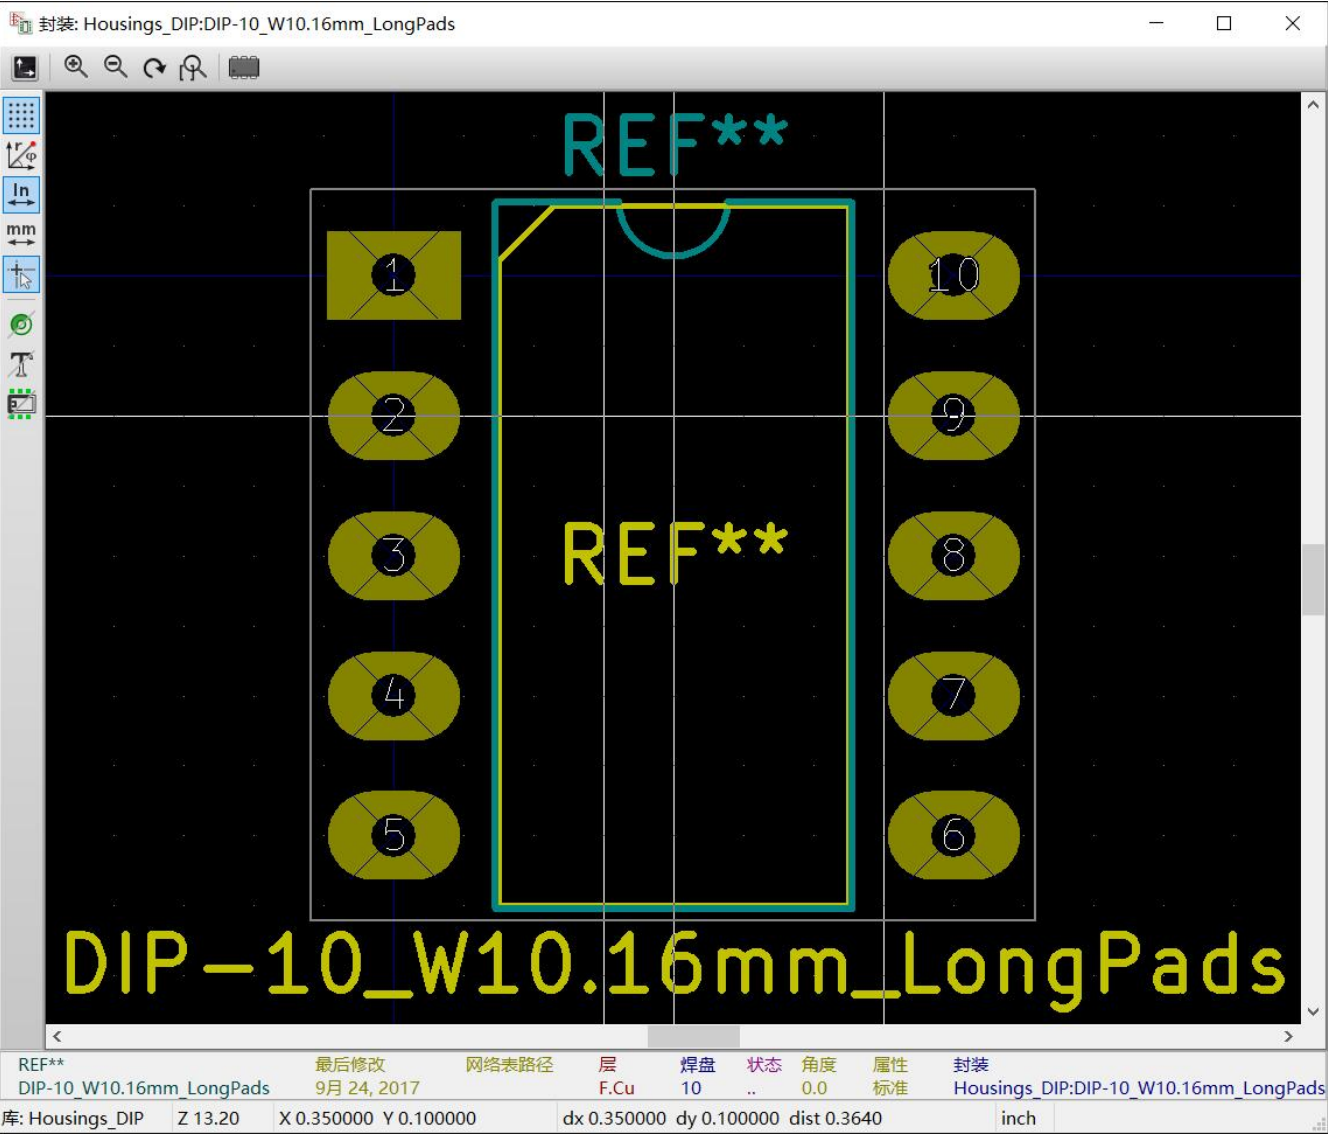 封装: Housings_DIP:DIP-10_W10.16mm_LongPads
In
mm
REF**
1 10
2 9
3 8
REF**
4 7
5 6
DIP-10_W10.16mm_LongPads
REF** 最后修改 网络表路径 层 焊盘 状态 角度 属性 封装
DIP-10_W10.16mm_LongPads 9月 24, 2017 F.Cu 10 .. 0.0 标准 Housings_DIP:DIP-10_W10.16mm_LongPads
库: Housings_DIP Z 13.20 X 0.350000 Y 0.100000 dx 0.350000 dy 0.100000 dist 0.3640 inch